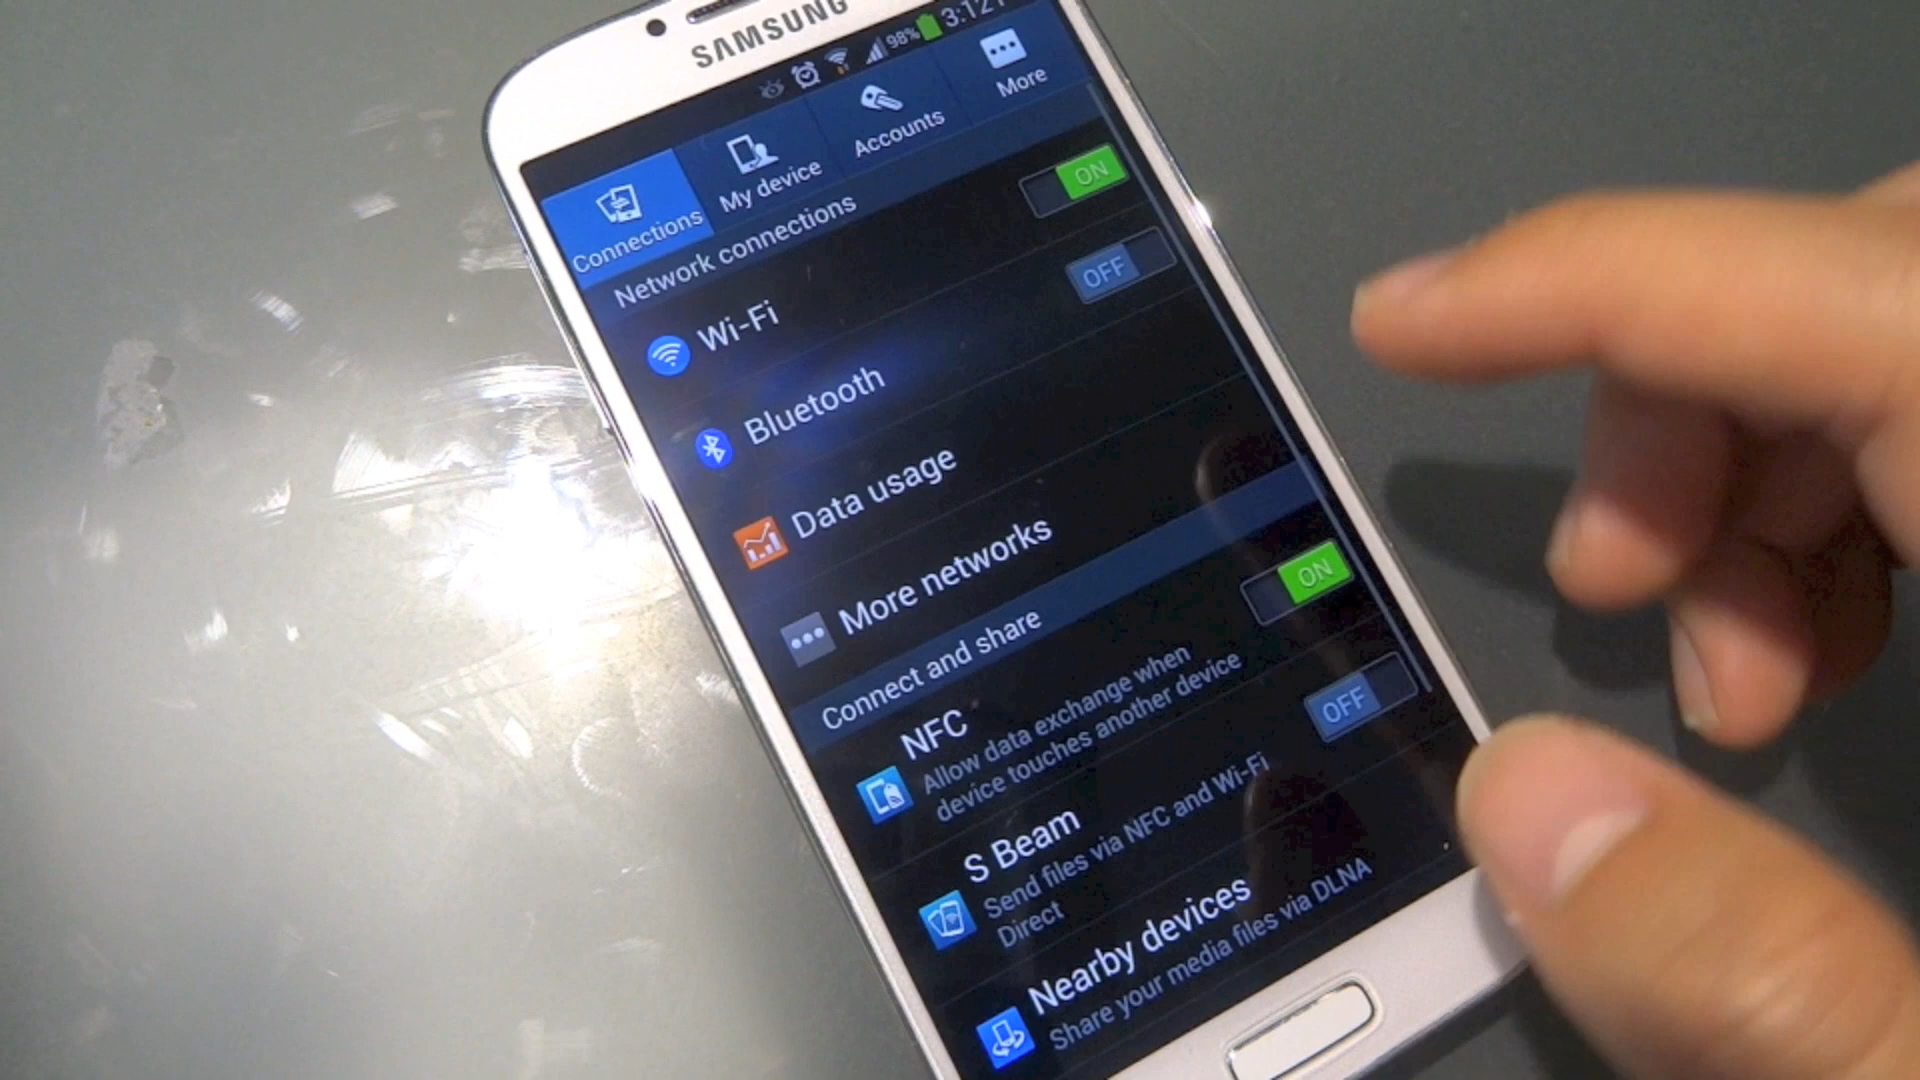 SAMSUNG
98% 3:121
Connections
My device
Accounts
More
Network connections
Wi-Fi
ON
Bluetooth
OFF
Data usage
More networks
Connect and share
NFC
Allow data exchange when
device touches another device
ON
S Beam
Send files via NFC and Wi-Fi
Direct
OFF
Nearby devices
Share your media files via DLNA